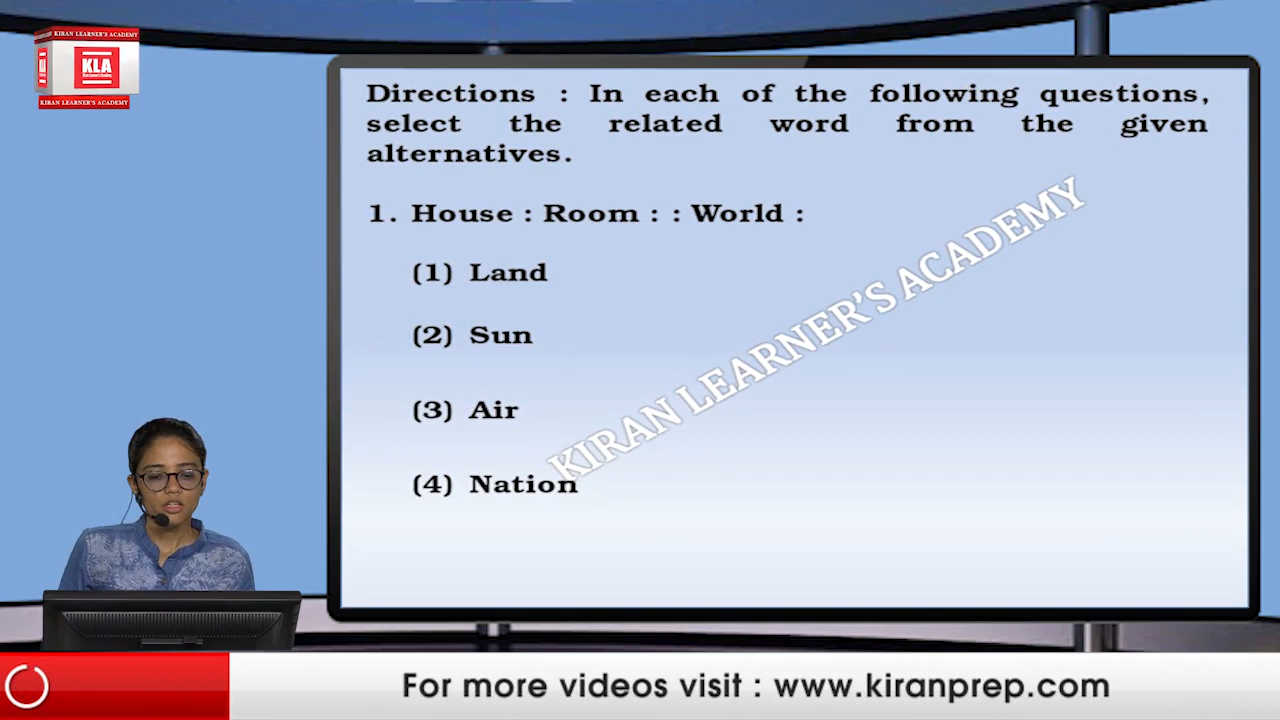 KIRAN LEARNER'S ACADEMY
KLA
KIRAN LEARNER'S ACADEMY
Directions : In each of the following questions,
select the related word from the given
alternatives.
1. House : Room : : World :
(1) Land
(2) Sun
(3) Air
(4) Nation
KIRAN LEARNER'S ACADEMY
For more videos visit : www.kiranprep.com